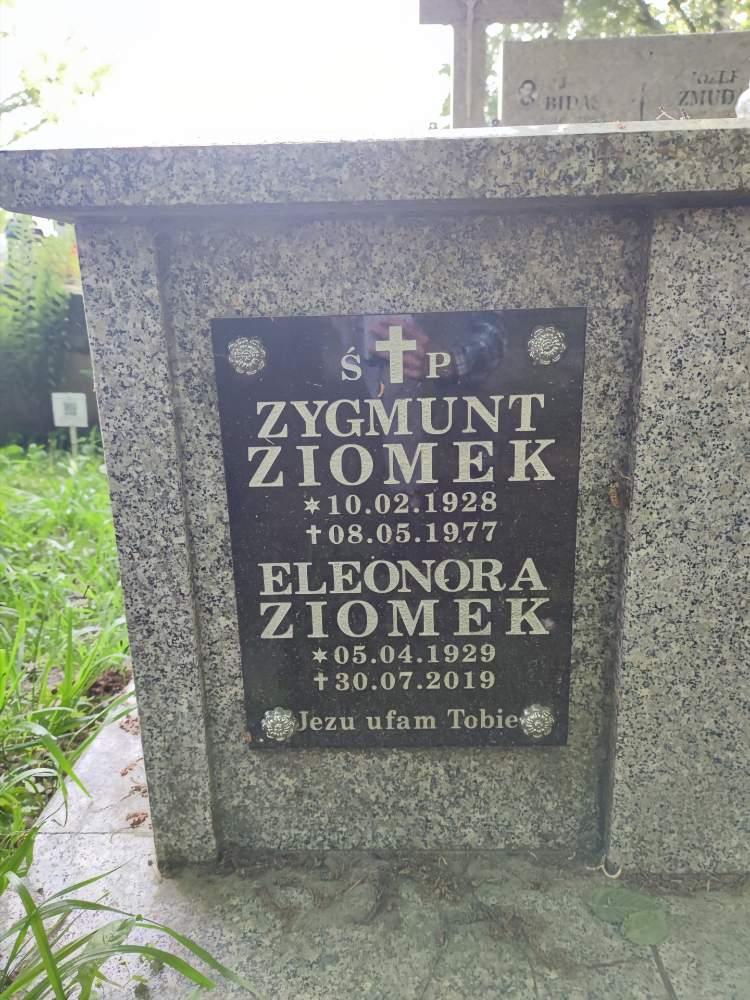 BIDAS
JÓZEF
ZMUD
Ś P
ZYGMUNT
ZIOMEK
✶10.02.1928
✝08.05.1977
ELEONORA
ZIOMEK
✶05.04.1929
✝30.07.2019
Jezu ufam Tobie